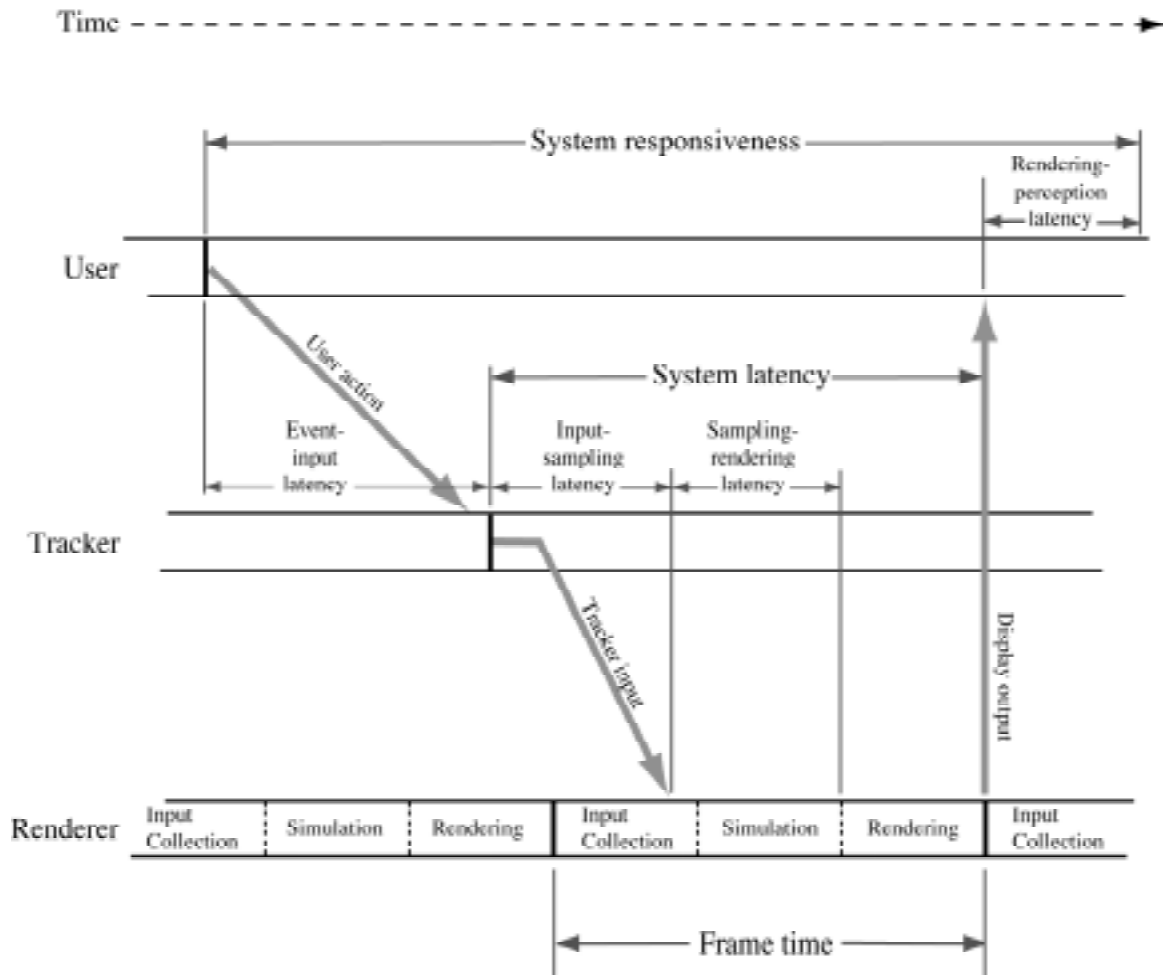 Time
System responsiveness
Rendering-
perception
latency
User
User action
System latency
Event-
input
latency
Input-
sampling
latency
Sampling-
rendering
latency
Tracker
Tracker input
Display output
Renderer
Input
Collection
Simulation
Rendering
Input
Collection
Simulation
Rendering
Input
Collection
Frame time